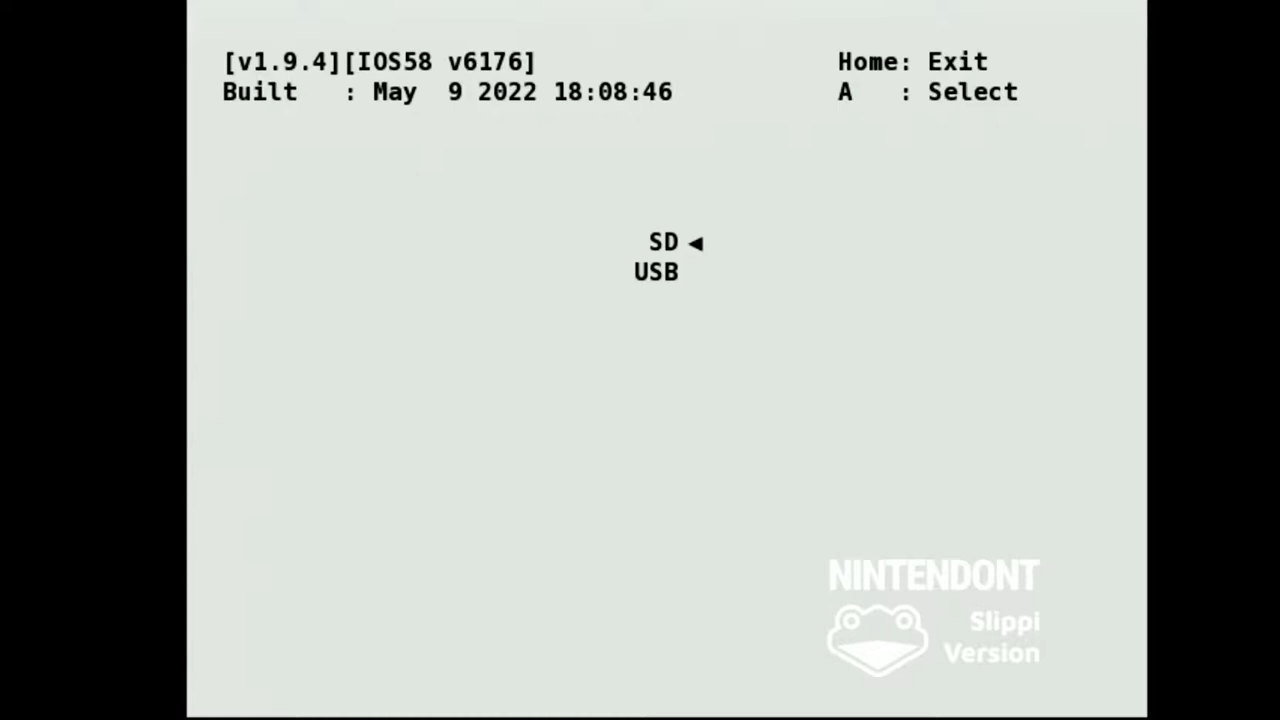 [v1.9.4][IOS58 v6176]
Home: Exit
Built   : May  9 2022 18:08:46
A   : Select
SD ◄
USB
NINTENDONT
Slippi
Version